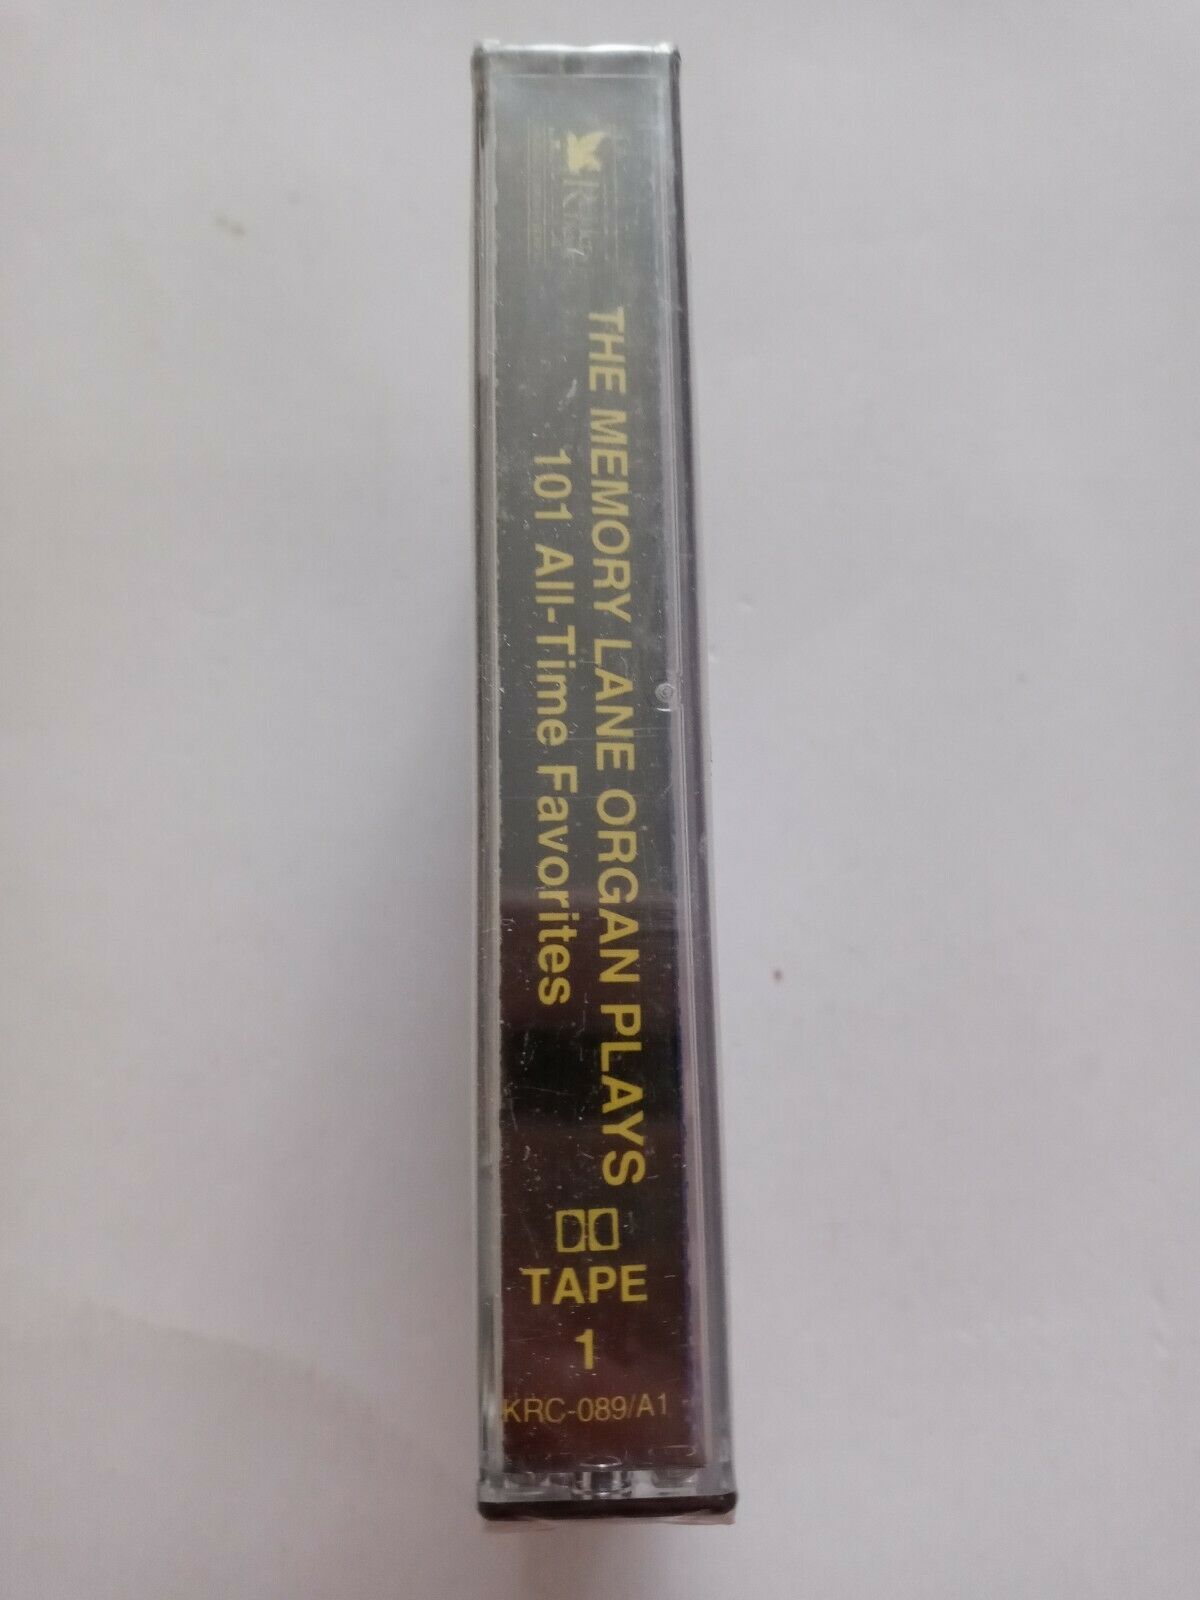 THE MEMORY LANE ORGAN PLAYS
101 All-Time Favorites
TAPE
1
KRC-089/A1